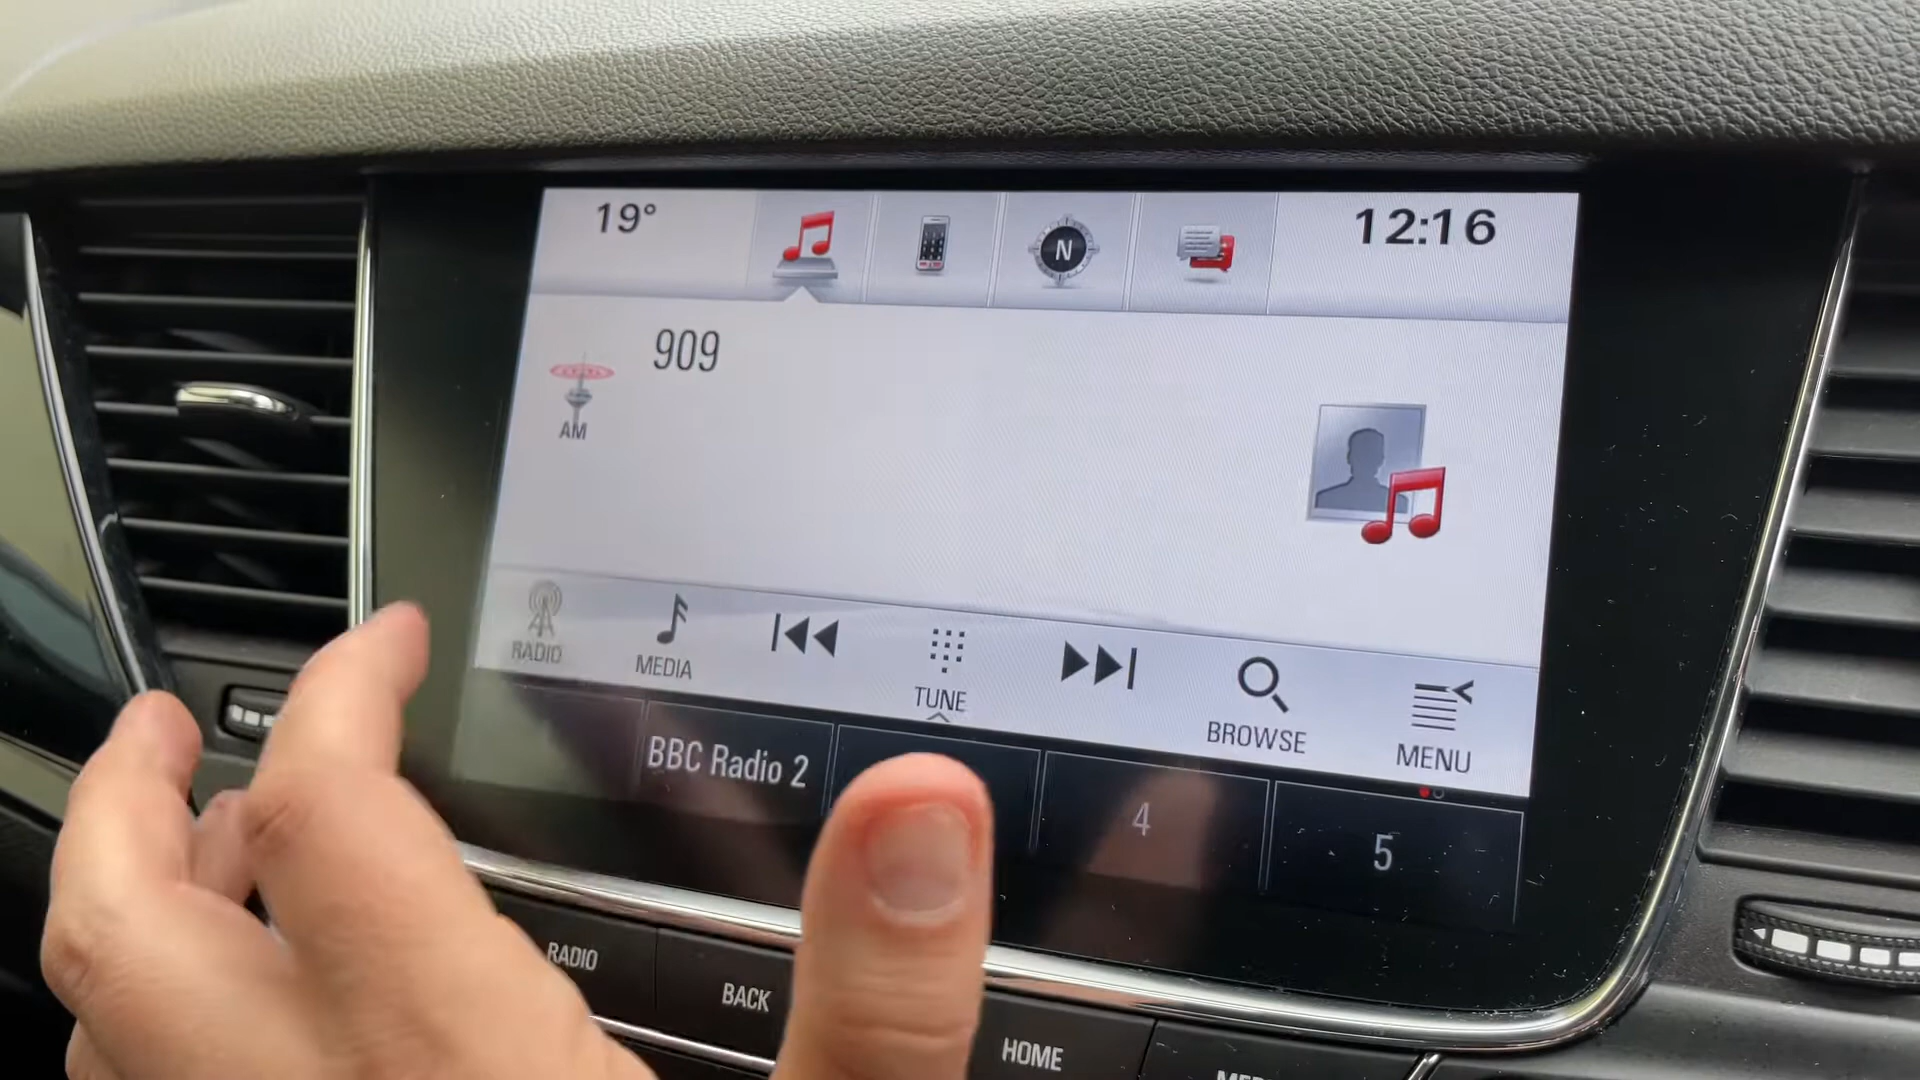 19°
N
12:16
909
AM
RADIO
MEDIA
TUNE
BROWSE
MENU
BBC Radio 2
4
5
RADIO
BACK
HOME